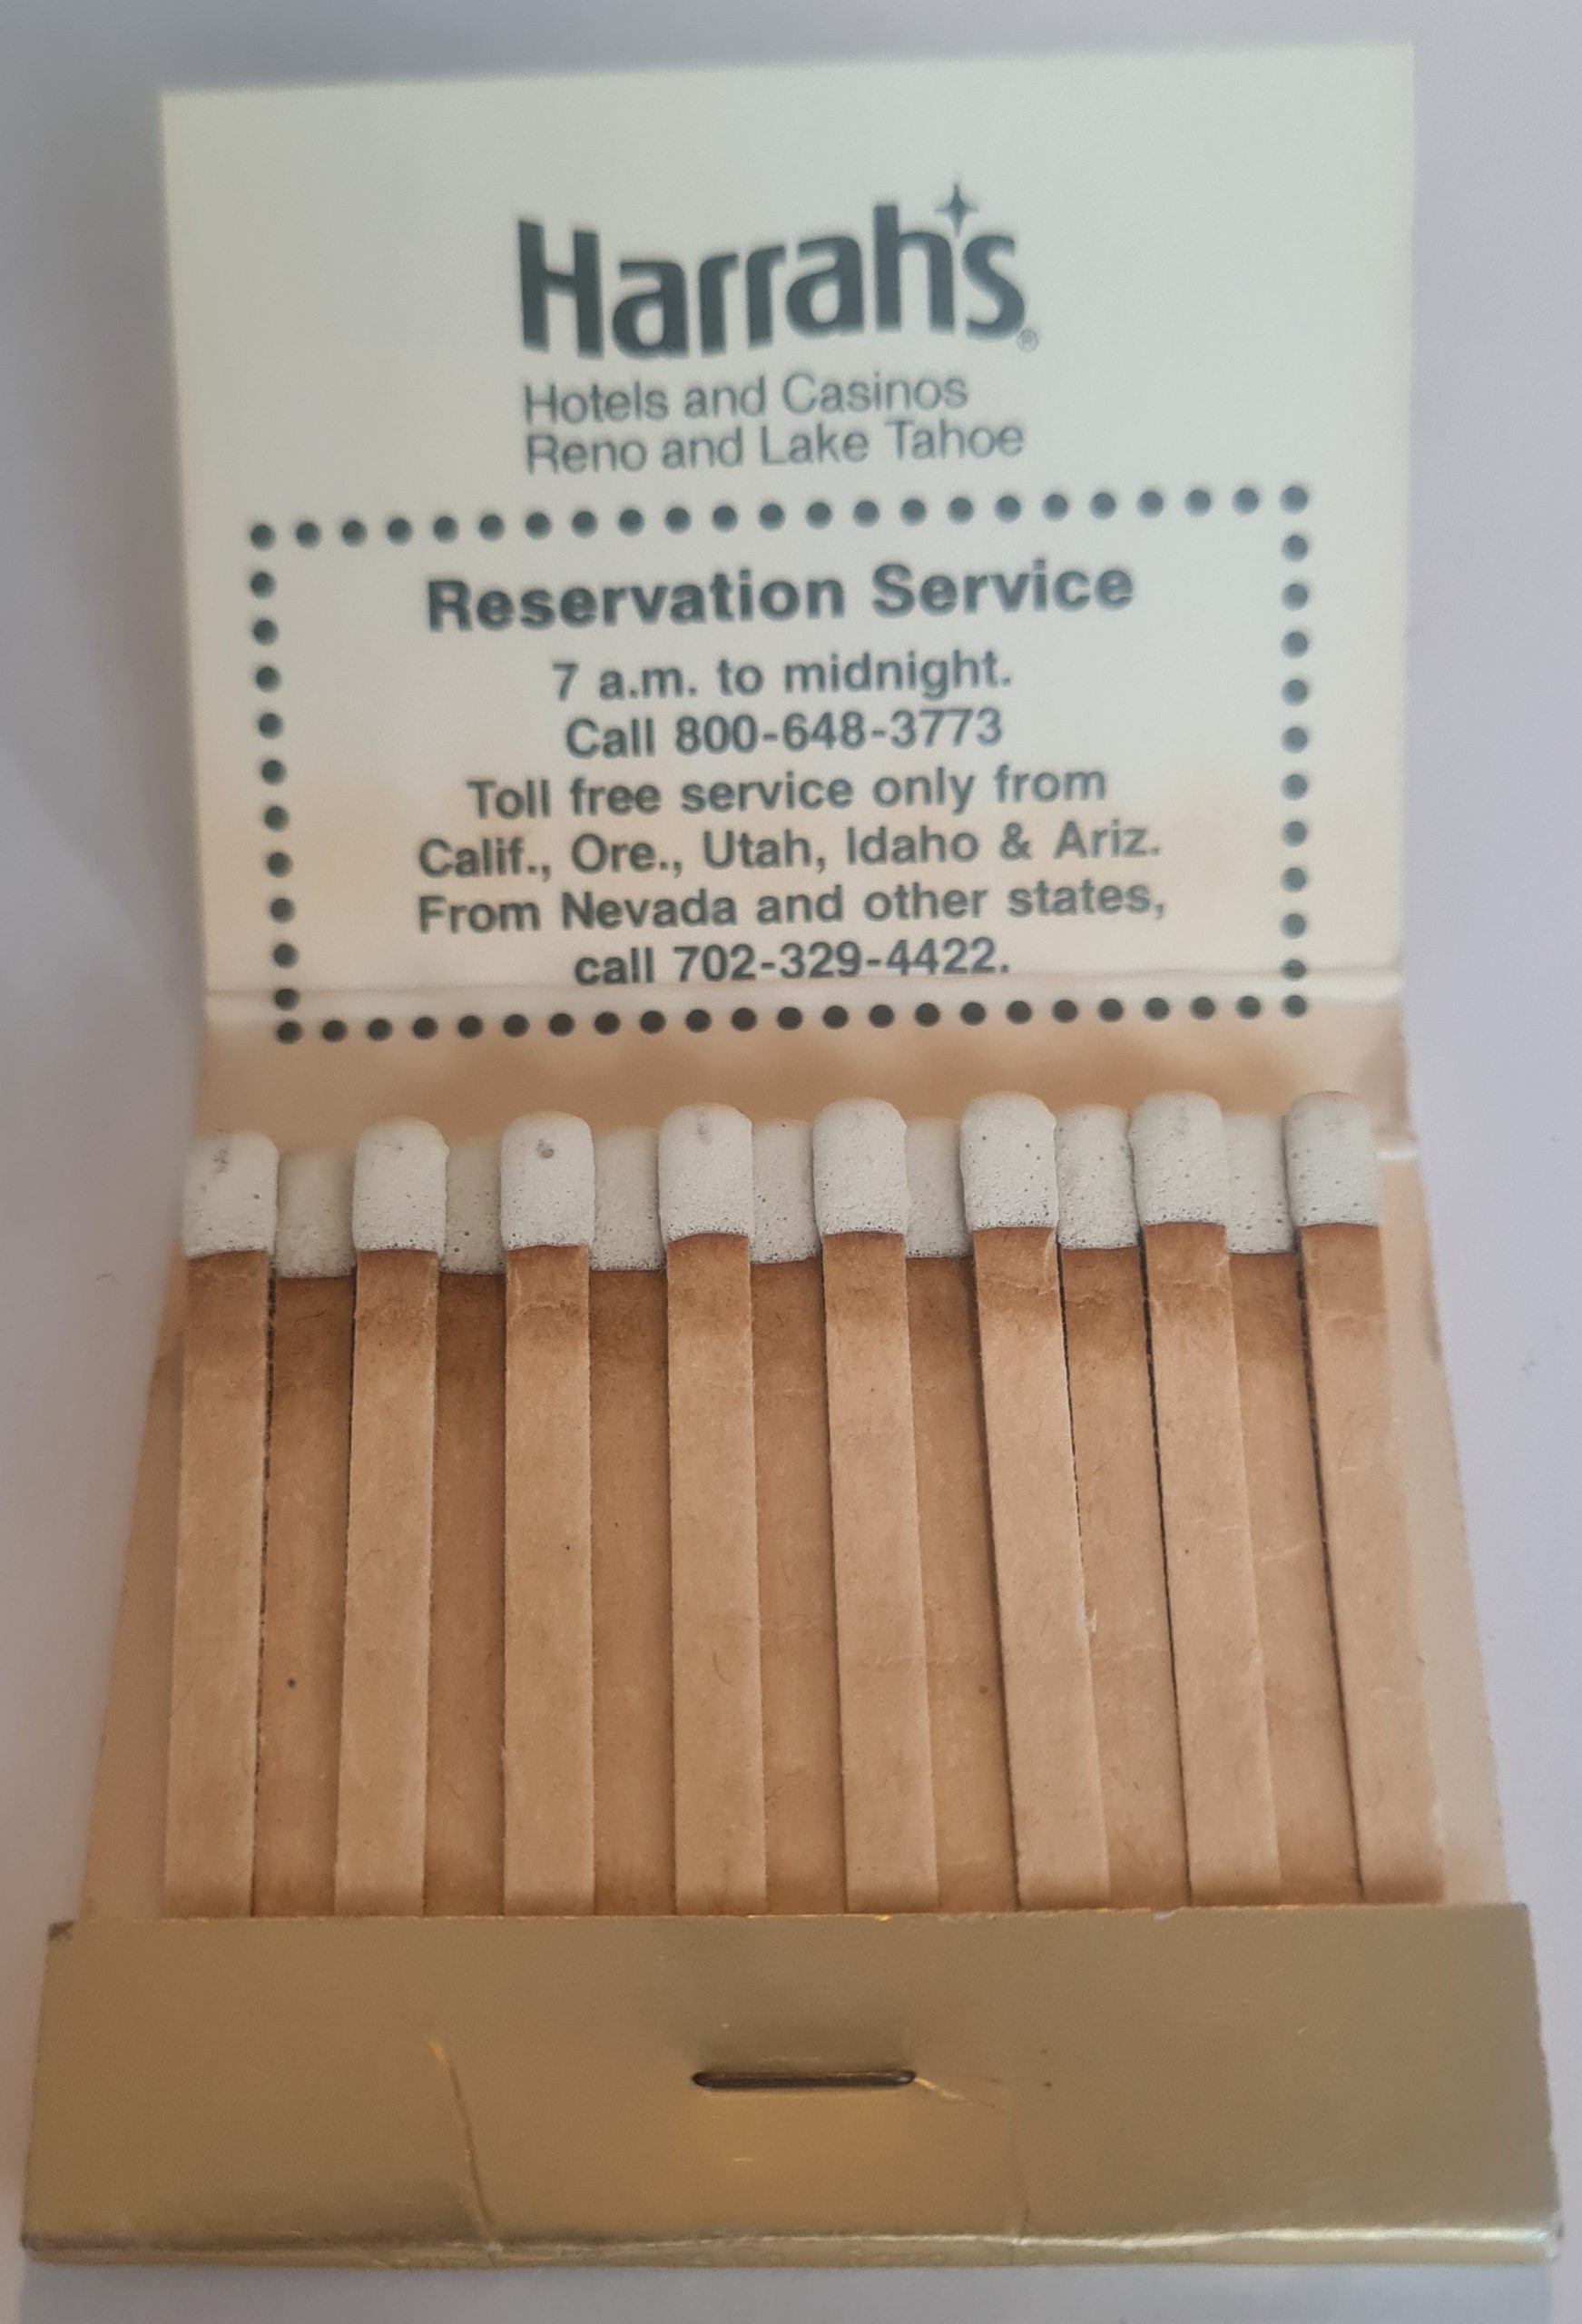 Harrah's®
Hotels and Casinos
Reno and Lake Tahoe
Reservation Service
7 a.m. to midnight.
Call 800-648-3773
Toll free service only from
Calif., Ore., Utah, Idaho & Ariz.
From Nevada and other states,
call 702-329-4422.